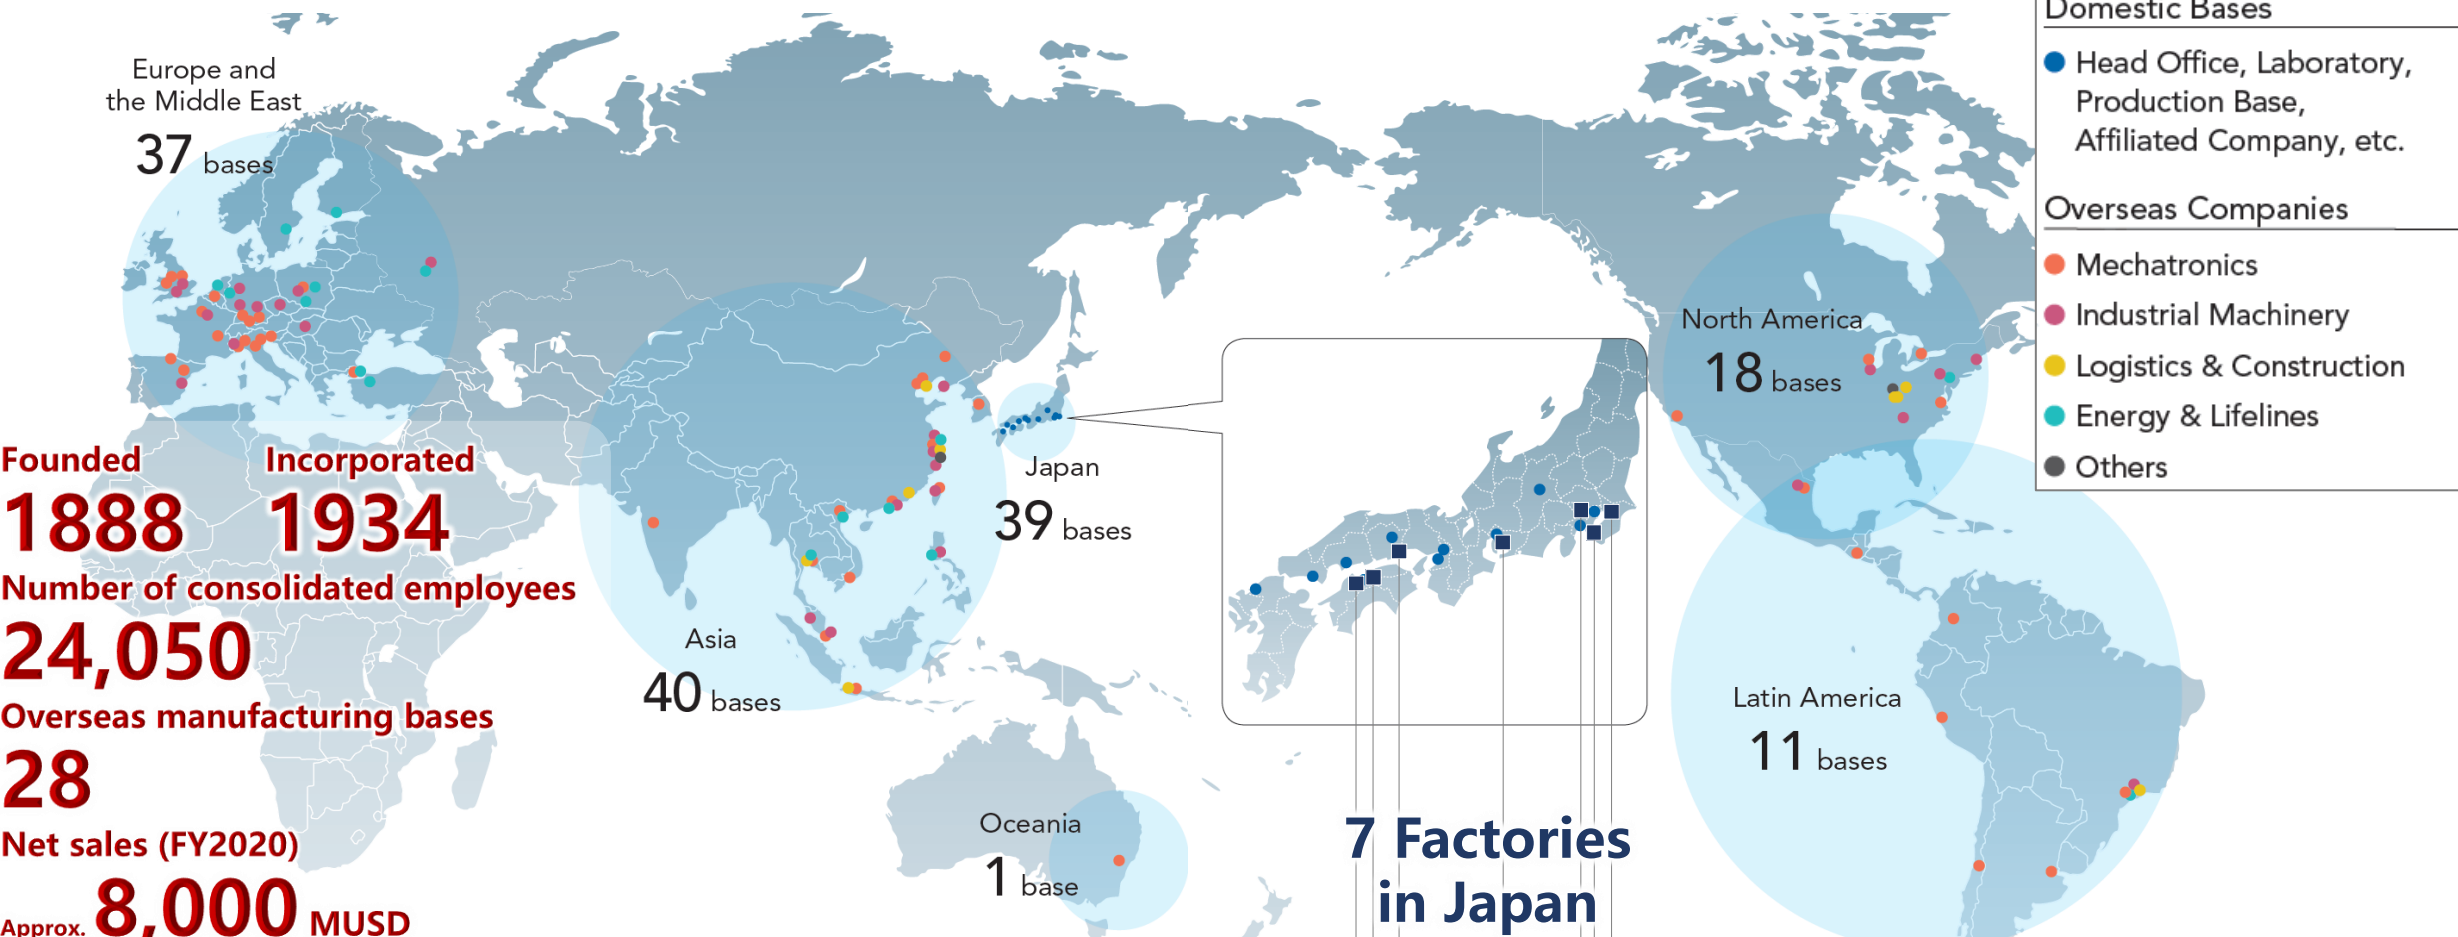 Domestic Bases
Head Office, Laboratory,
Production Base,
Affiliated Company, etc.
Overseas Companies
Mechatronics
Industrial Machinery
Logistics & Construction
Energy & Lifelines
Others
Europe and
the Middle East
37 bases
North America
18 bases
Japan
39 bases
Asia
40 bases
Latin America
11 bases
Oceania
1 base
Founded
1888
Incorporated
1934
Number of consolidated employees
24,050
Overseas manufacturing bases
28
Net sales (FY2020)
Approx. 8,000 MUSD
7 Factories
in Japan